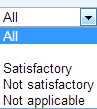 All
All
Satisfactory
Not satisfactory
Not applicable